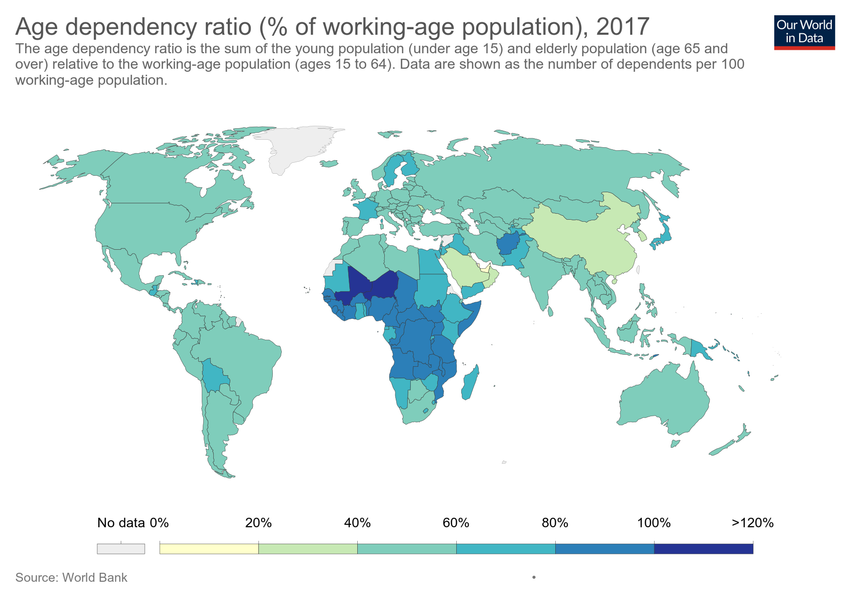 Age dependency ratio (% of working-age population), 2017
Our World
in Data
The age dependency ratio is the sum of the young population (under age 15) and elderly population (age 65 and
over) relative to the working-age population (ages 15 to 64). Data are shown as the number of dependents per 100
working-age population.
No data 0% 20% 40% 60% 80% 100% >120%
Source: World Bank